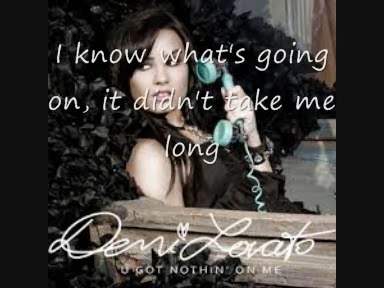 I know what's going
on, it didn't take me
long
Demi Lovato
U GOT NOTHIN' ON ME